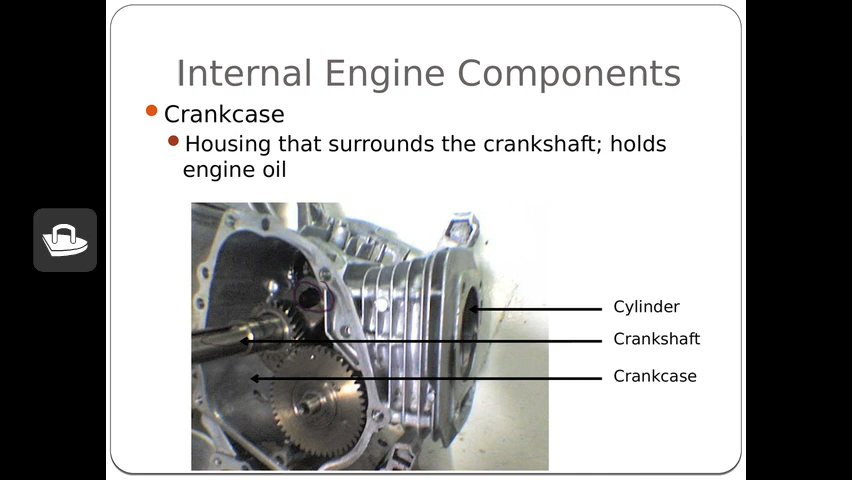 Internal Engine Components
Crankcase
Housing that surrounds the crankshaft; holds
engine oil
Cylinder
Crankshaft
Crankcase